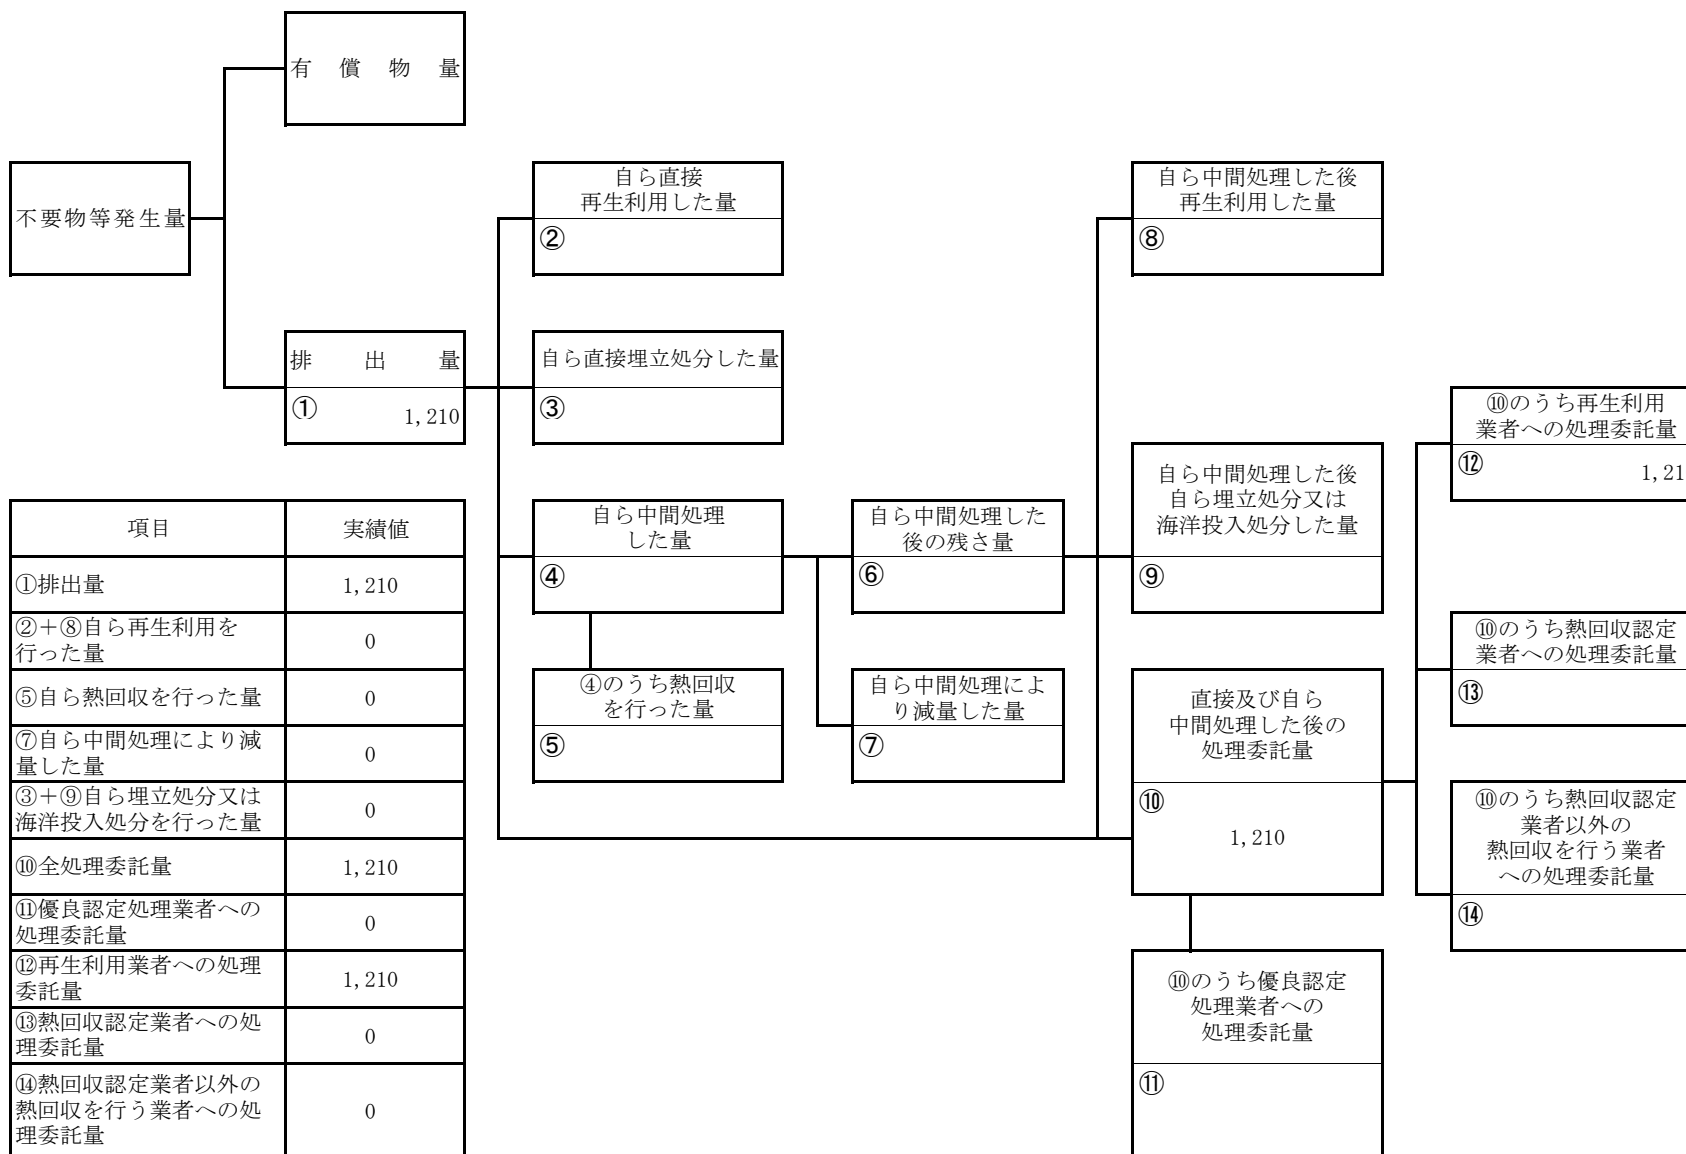 有償物量
不要物等発生量
自ら直接
再生利用した量
②
自ら中間処理した後
再生利用した量
⑧
排出量
① 1,210
自ら直接埋立処分した量
③
⑩のうち再生利用
業者への処理委託量
⑫ 1,21
自ら中間処理
した量
④
自ら中間処理した
後の残さ量
⑥
自ら中間処理した後
自ら埋立処分又は
海洋投入処分した量
⑨
⑩のうち熱回収認定
業者への処理委託量
⑬
④のうち熱回収
を行った量
⑤
自ら中間処理によ
り減量した量
⑦
直接及び自ら
中間処理した後の
処理委託量
⑩
1,210
⑩のうち熱回収認定
業者以外の
熱回収を行う業者
への処理委託量
⑭
⑩のうち優良認定
処理業者への
処理委託量
⑪
項目 実績値
①排出量 1,210
②+⑧自ら再生利用を
行った量 0
⑤自ら熱回収を行った量 0
⑦自ら中間処理により減
量した量 0
③+⑨自ら埋立処分又は
海洋投入処分を行った量 0
⑩全処理委託量 1,210
⑪優良認定処理業者への
処理委託量 0
⑫再生利用業者への処理
委託量 1,210
⑬熱回収認定業者への処
理委託量 0
⑭熱回収認定業者以外の
熱回収を行う業者への処
理委託量 0